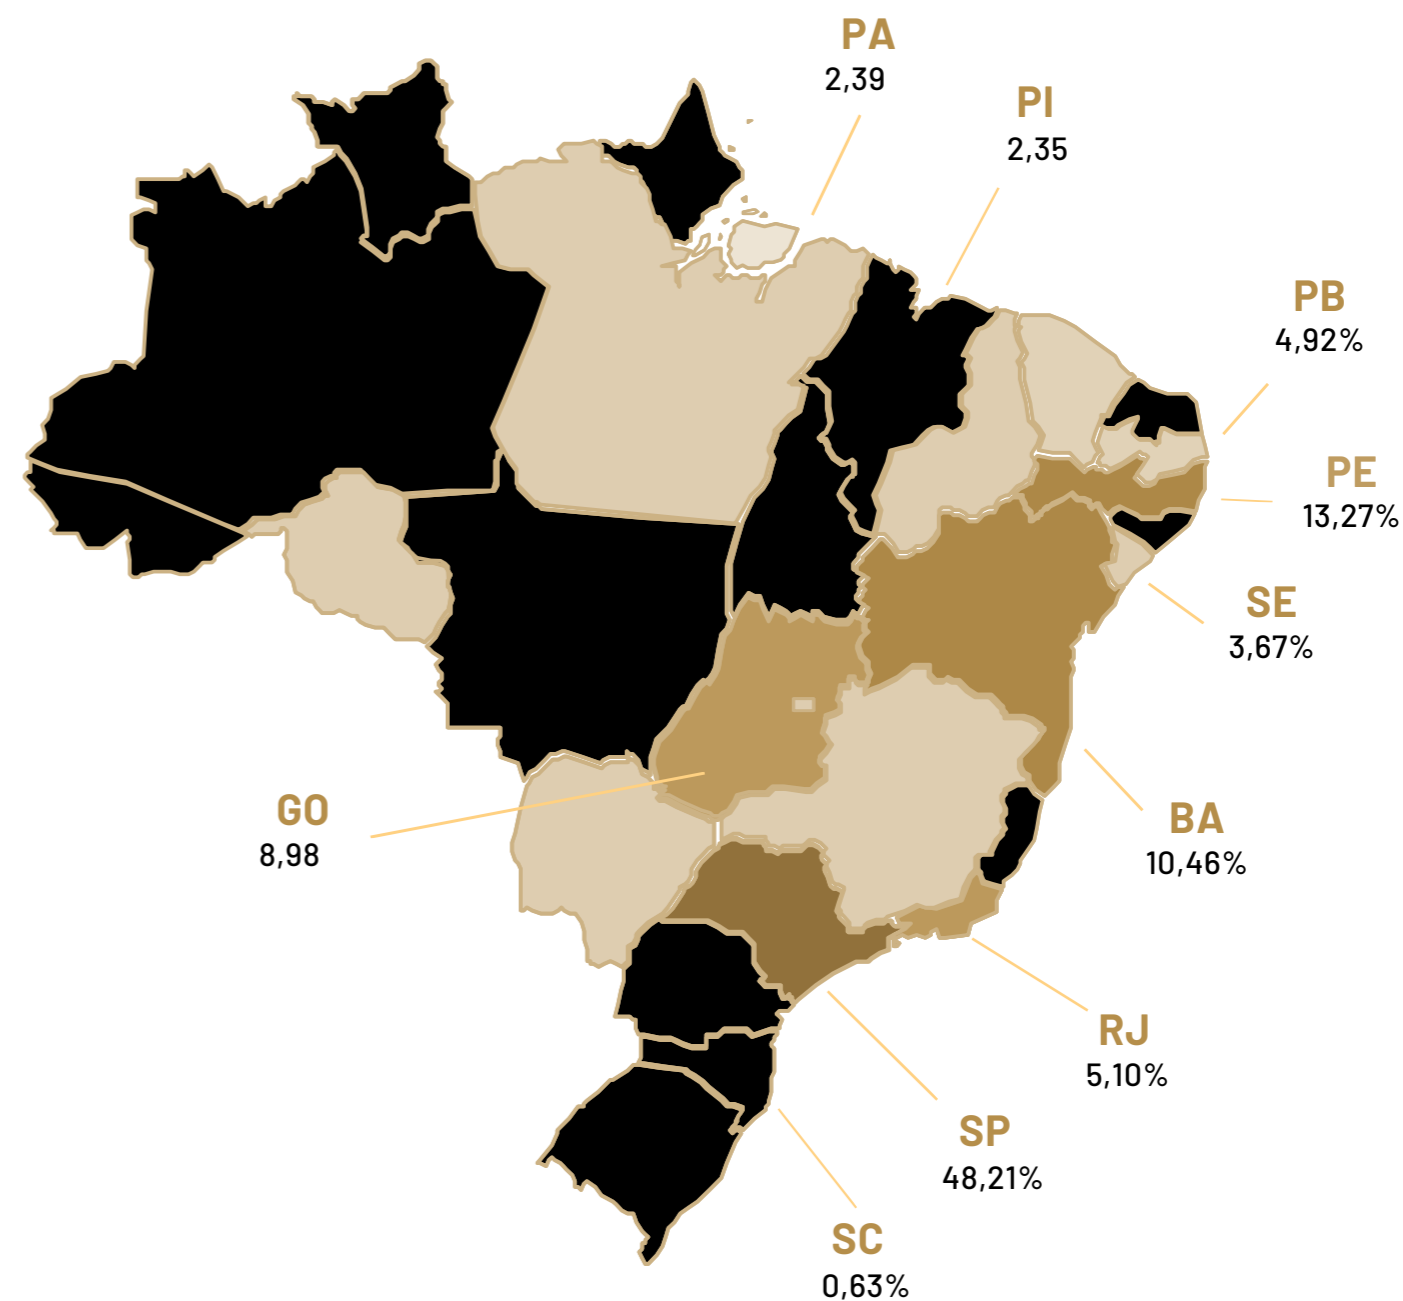 PA
2,39
PI
2,35
PB
4,92%
PE
13,27%
SE
3,67%
GO
8,98
BA
10,46%
RJ
5,10%
SP
48,21%
SC
0,63%